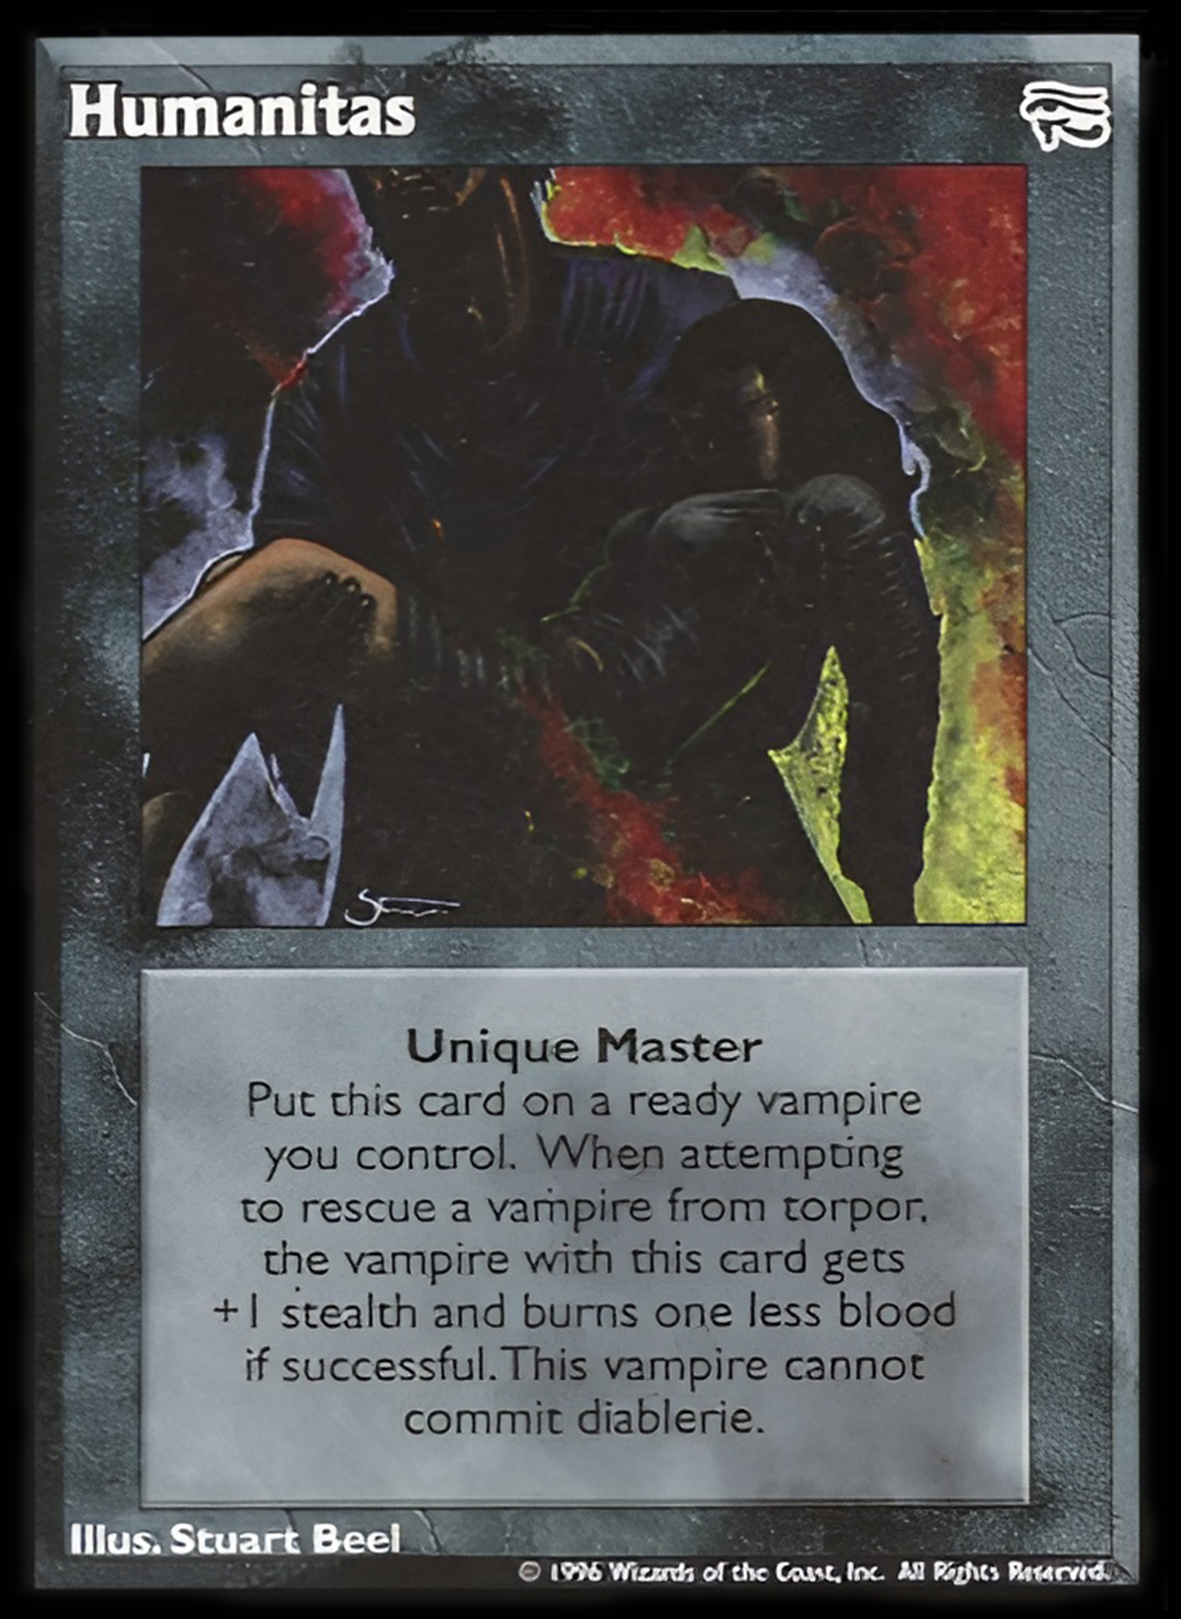 Humanitas
Unique Master
Put this card on a ready vampire
you control. When attempting
to rescue a vampire from torpor,
the vampire with this card gets
+1 stealth and burns one less blood
if successful. This vampire cannot
commit diablerie.
Illus. Stuart Beel
© 1996 Wizards of the Coast, Inc. All Rights Reserved.